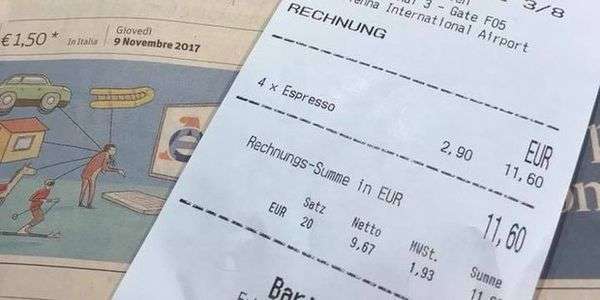 € 1,50 *
In Italia
Giovedì
9 Novembre 2017
3/8
3 - Gate F05
International Airport
RECHNUNG
EUR
4 x Espresso 2,90 11,60
Rechnungs-Summe in EUR 11,60
Satz Netto MWSt. Summe
EUR 20 9,67 1,93
Bar